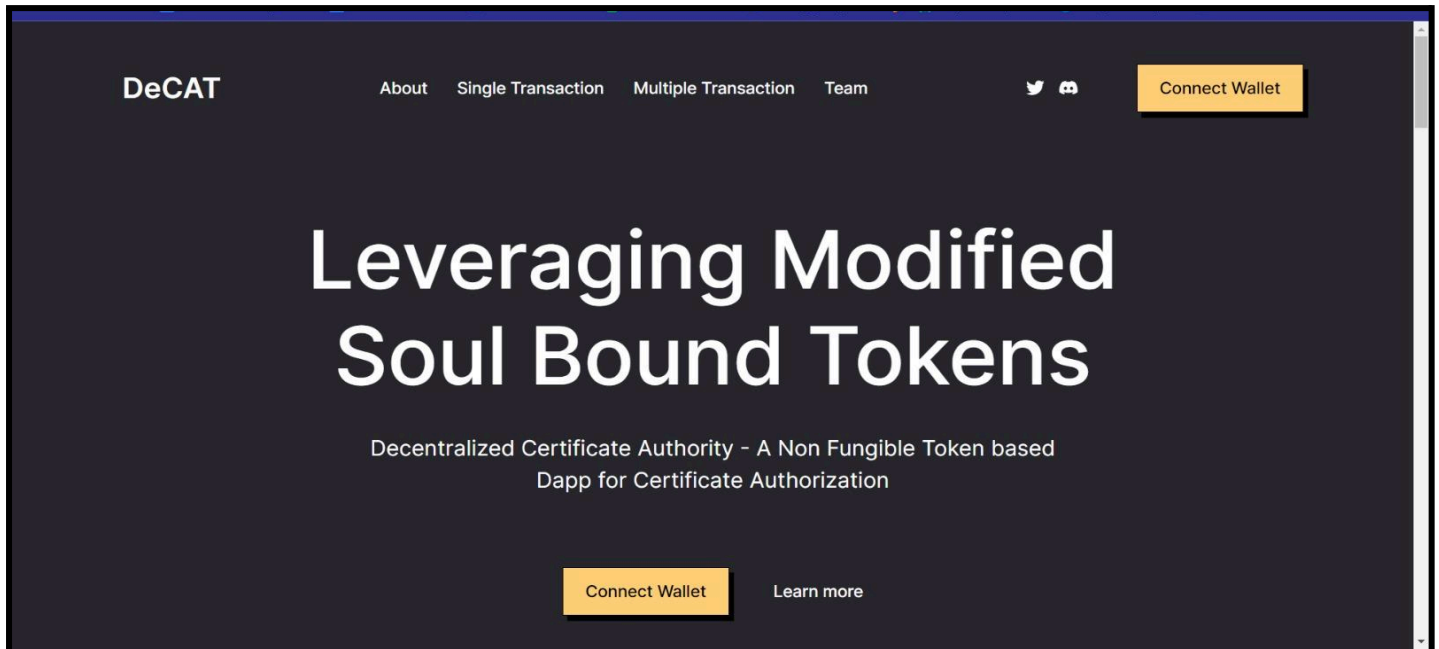 DeCAT
About
Single Transaction
Multiple Transaction
Team
Connect Wallet
Leveraging Modified
Soul Bound Tokens
Decentralized Certificate Authority - A Non Fungible Token based
Dapp for Certificate Authorization
Connect Wallet
Learn more